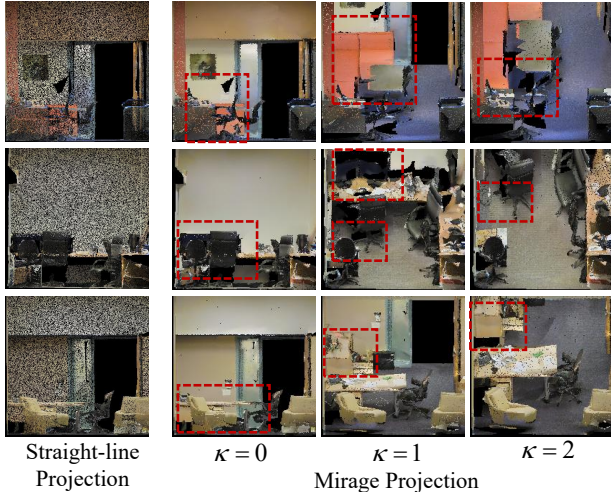 Straight-line
Projection
κ = 0
κ = 1
κ = 2
Mirage Projection